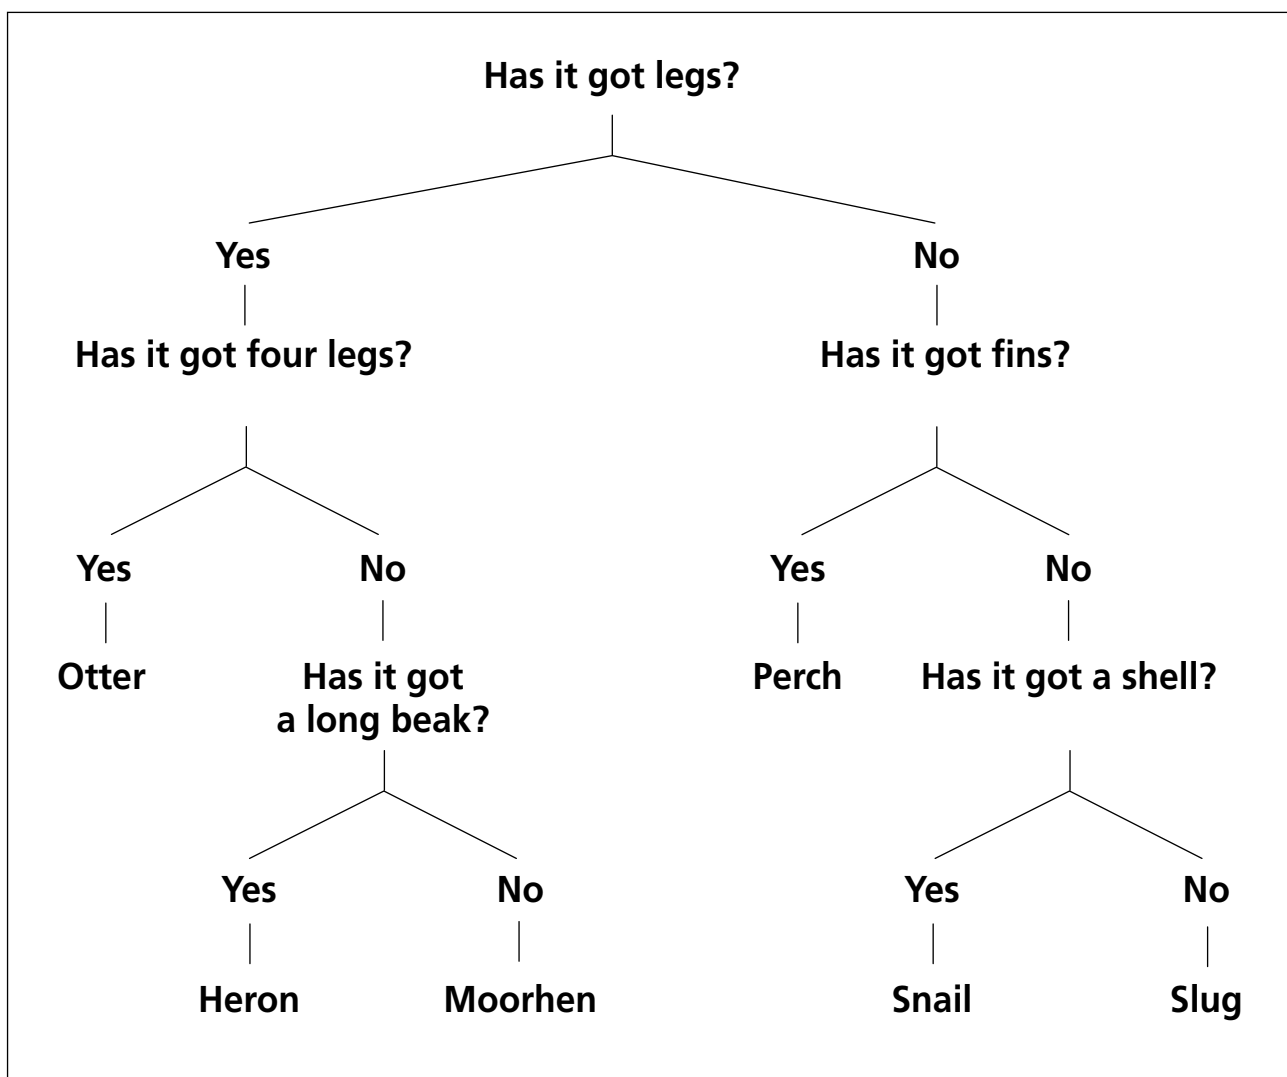 Has it got legs?
Yes
No
Has it got four legs?
Has it got fins?
Yes
No
Yes
No
Otter
Has it got
a long beak?
Perch
Has it got a shell?
Yes
No
Yes
No
Heron
Moorhen
Snail
Slug